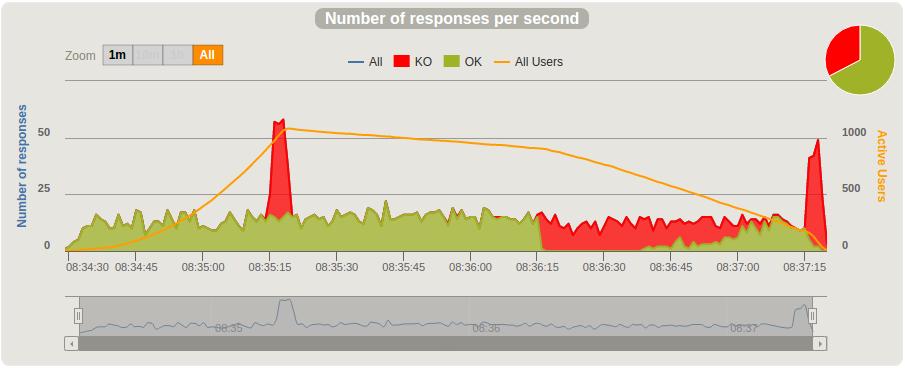 Number of responses per second
Zoom 1m 10m 1h All
All KO OK All Users
Number of responses
50
25
0
1000
500
0
Active Users
08:34:30 08:34:45 08:35:00 08:35:15 08:35:30 08:35:45 08:36:00 08:36:15 08:36:30 08:36:45 08:37:00 08:37:15
08:35 08:36 08:37